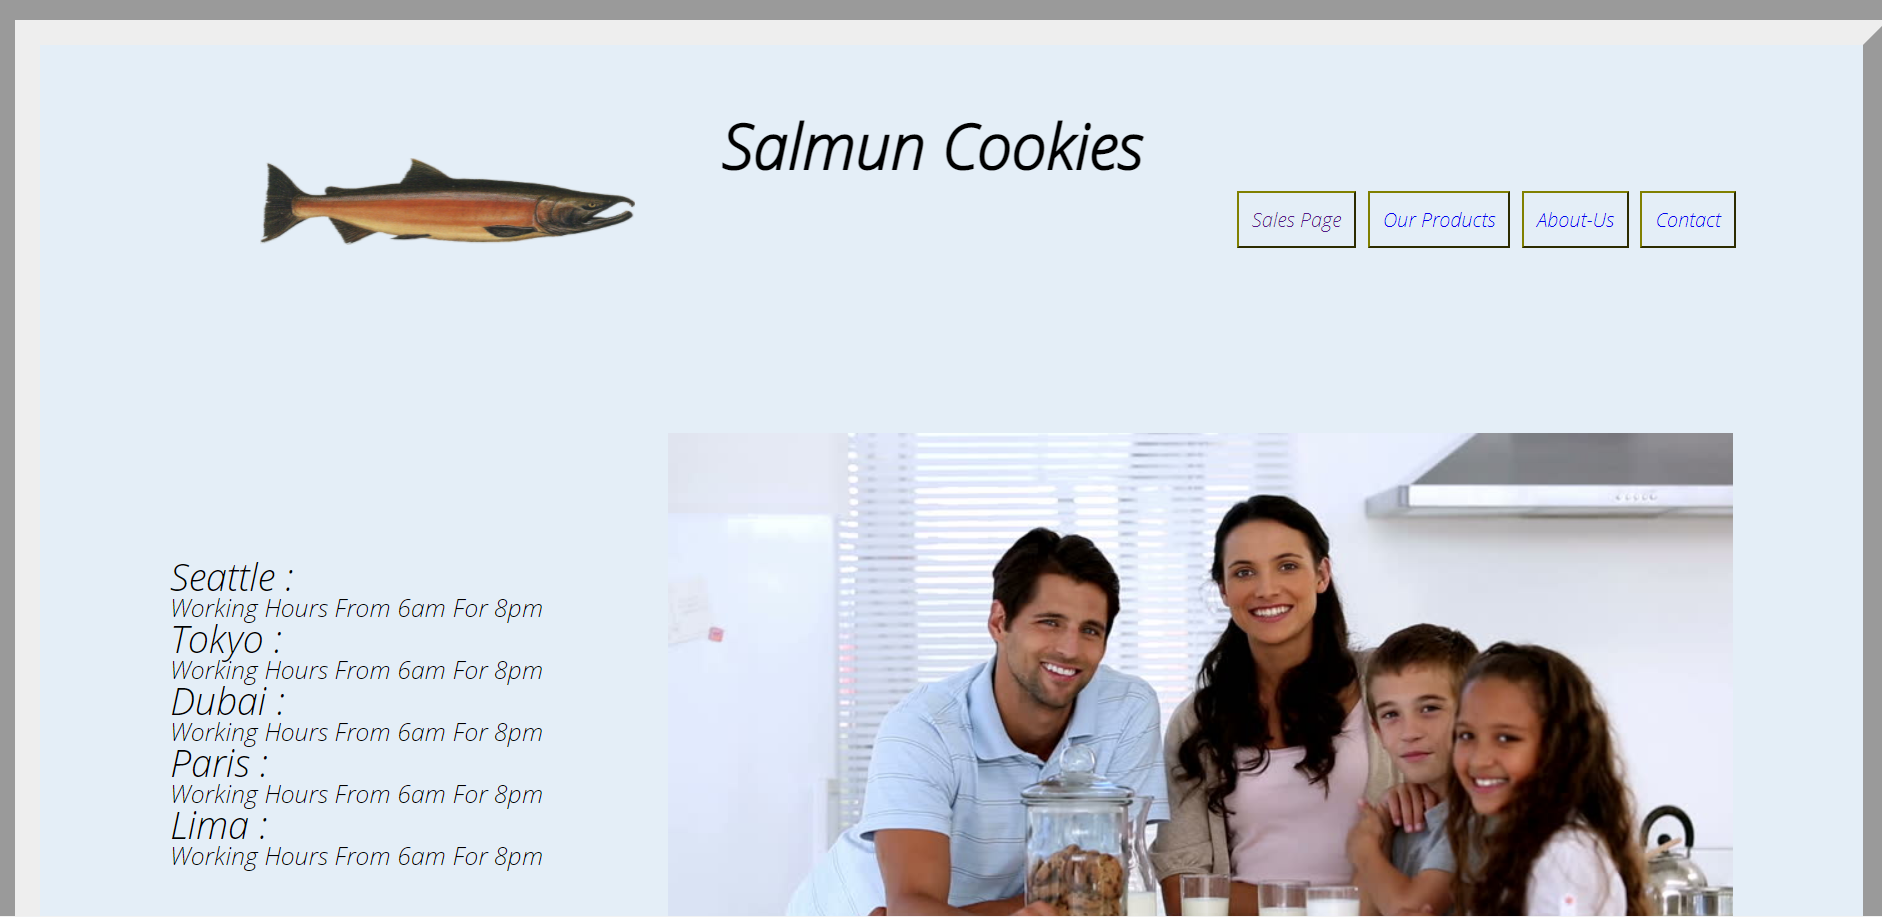 Salmun Cookies
Sales Page
Our Products
About-Us
Contact
Seattle :
Working Hours From 6am For 8pm
Tokyo :
Working Hours From 6am For 8pm
Dubai :
Working Hours From 6am For 8pm
Paris :
Working Hours From 6am For 8pm
Lima :
Working Hours From 6am For 8pm